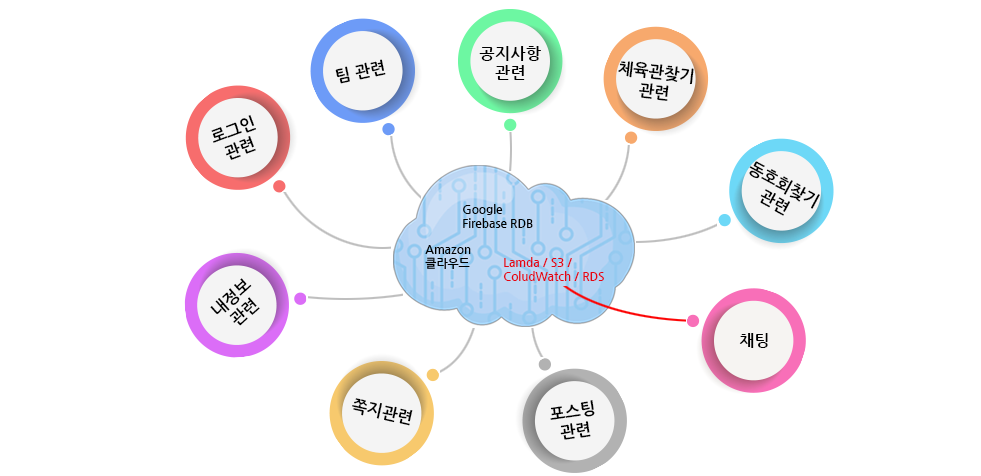 팀 관련
공지사항
관련
체육관찾기
관련
로그인
관련
동호회찾기
관련
Google
Firebase RDB
Amazon
클라우드
Lamda / S3 /
ColudWatch / RDS
내정보
관련
채팅
쪽지관련
포스팅
관련